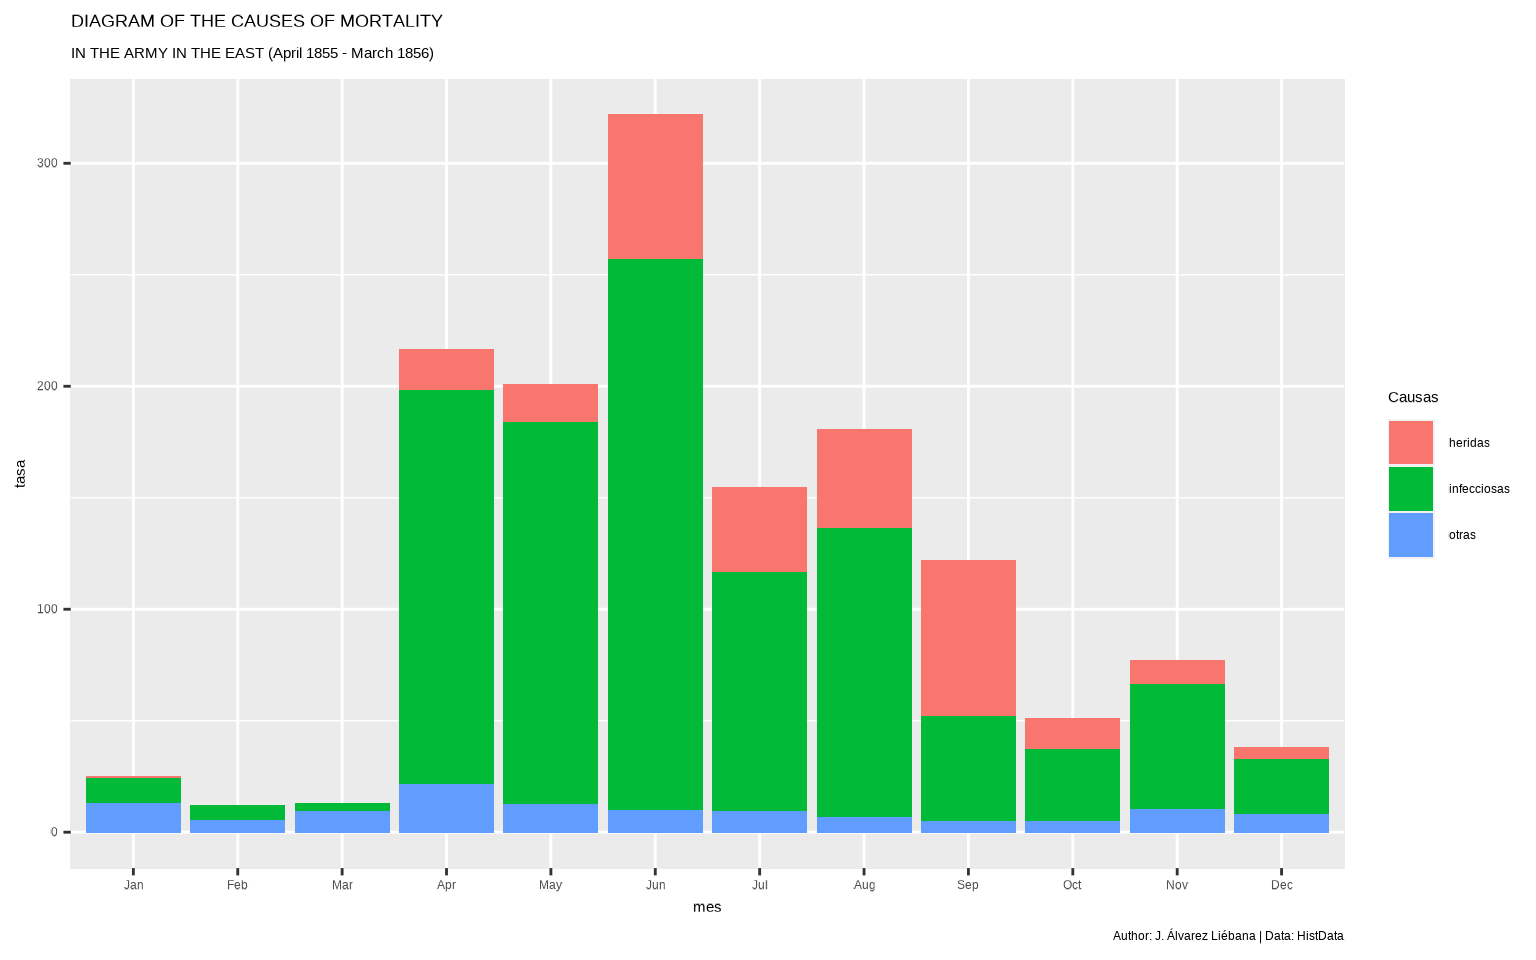 DIAGRAM OF THE CAUSES OF MORTALITY
IN THE ARMY IN THE EAST (April 1855 - March 1856)
300
200
100
0
tasa
Jan
Feb
Mar
Apr
May
Jun
Jul
Aug
Sep
Oct
Nov
Dec
mes
Causas
heridas
infecciosas
otras
Author: J. Álvarez Liébana | Data: HistData